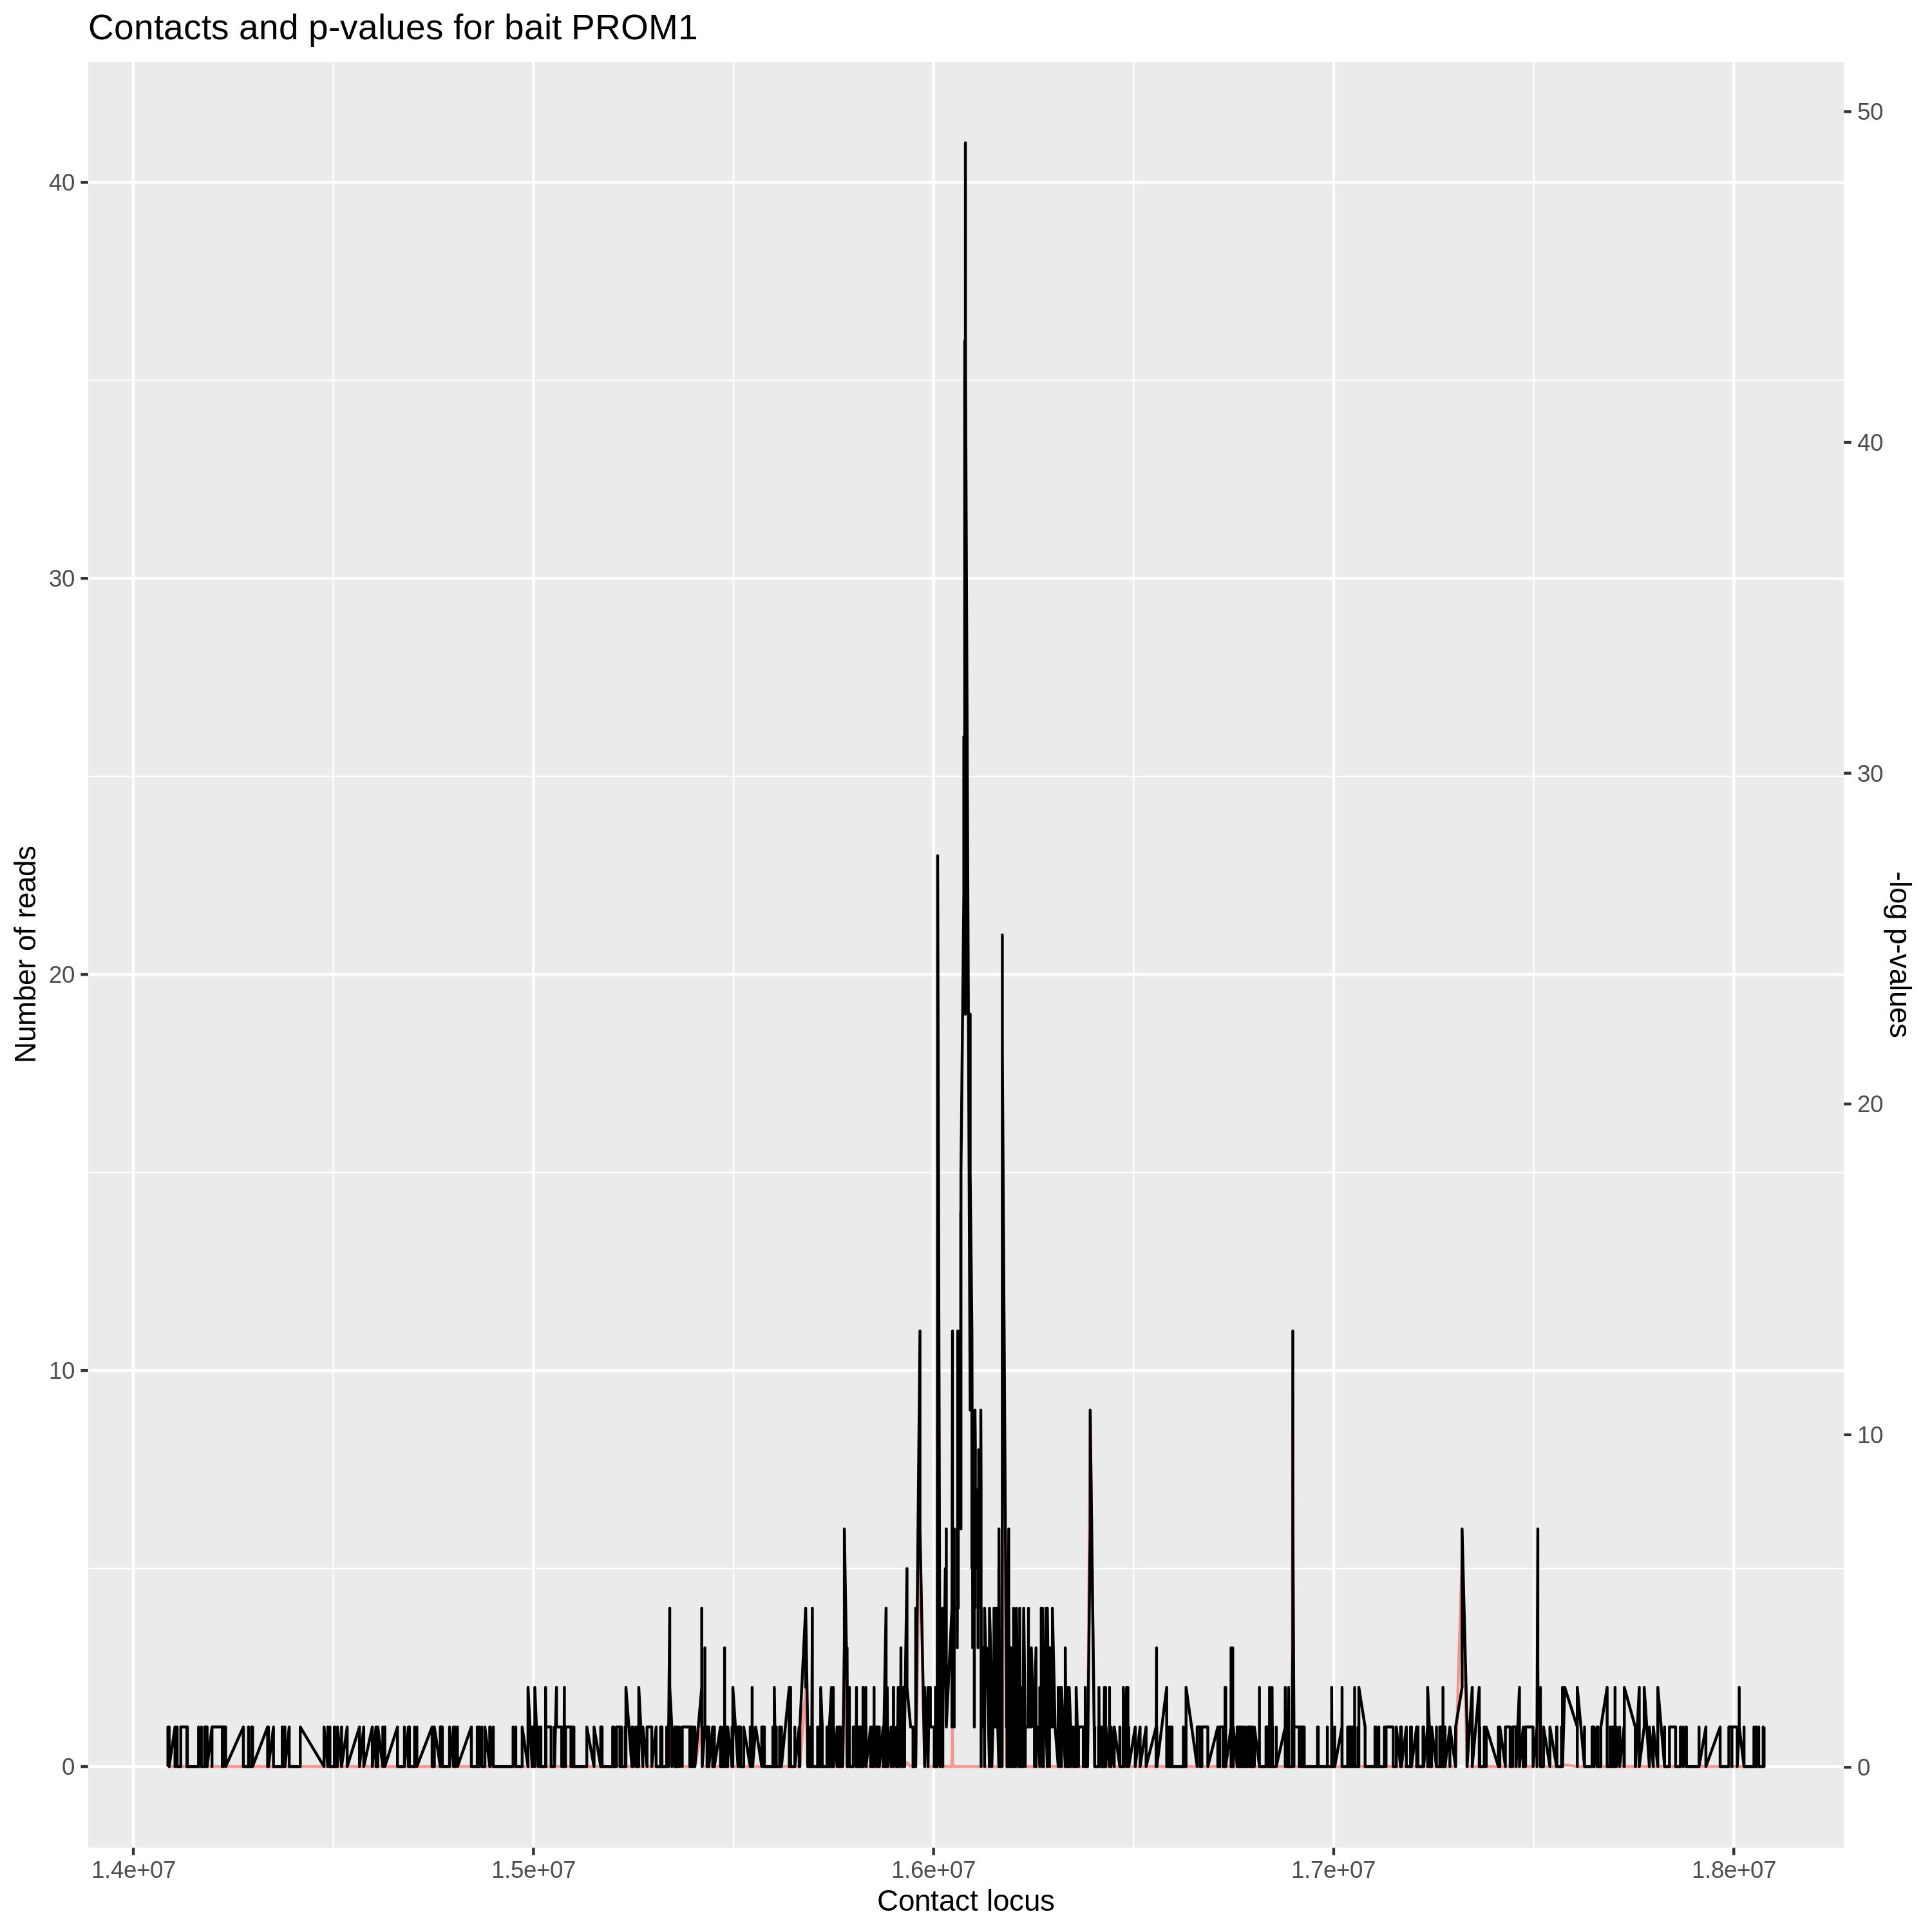 Contacts and p-values for bait PROM1
50
40
40
30
30
20
20
10
10
0
0
Number of reads
-log p-values
1.4e+07
1.5e+07
1.6e+07
1.7e+07
1.8e+07
Contact locus